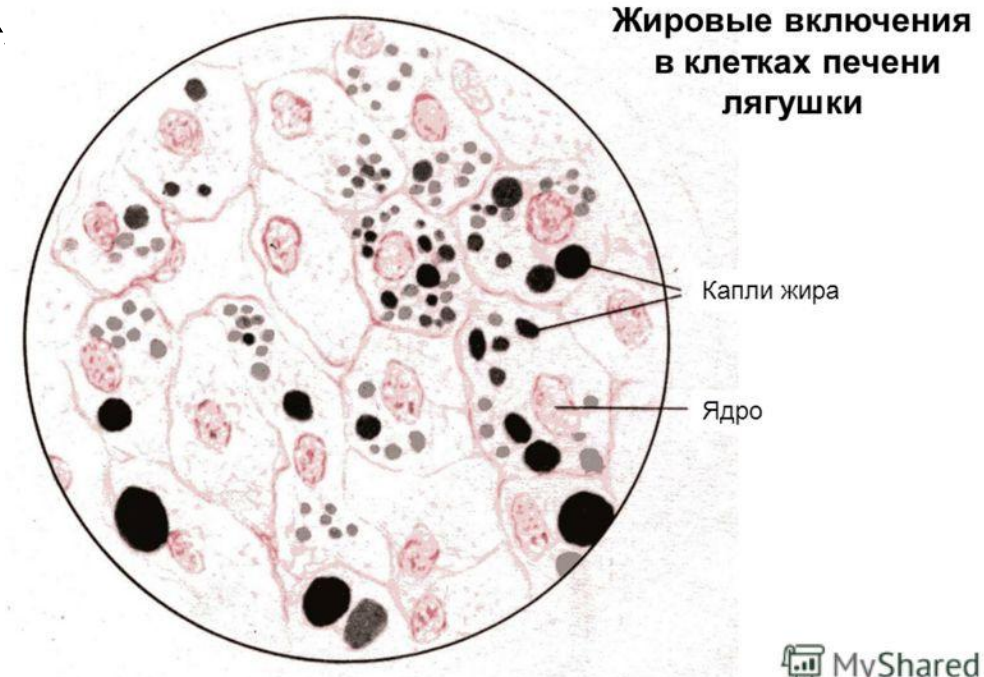 Жировые включения
в клетках печени
лягушки
Капли жира
Ядро
MyShared